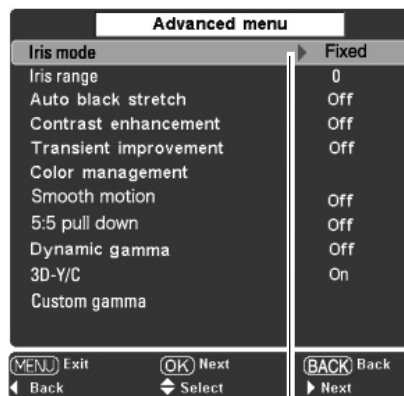 Advanced menu
Iris mode Fixed
Iris range 0
Auto black stretch Off
Contrast enhancement Off
Transient improvement Off
Color management
Smooth motion Off
5:5 pull down Off
Dynamic gamma Off
3D-Y/C On
Custom gamma
MENU Exit OK Next BACK Back
Back Select Next